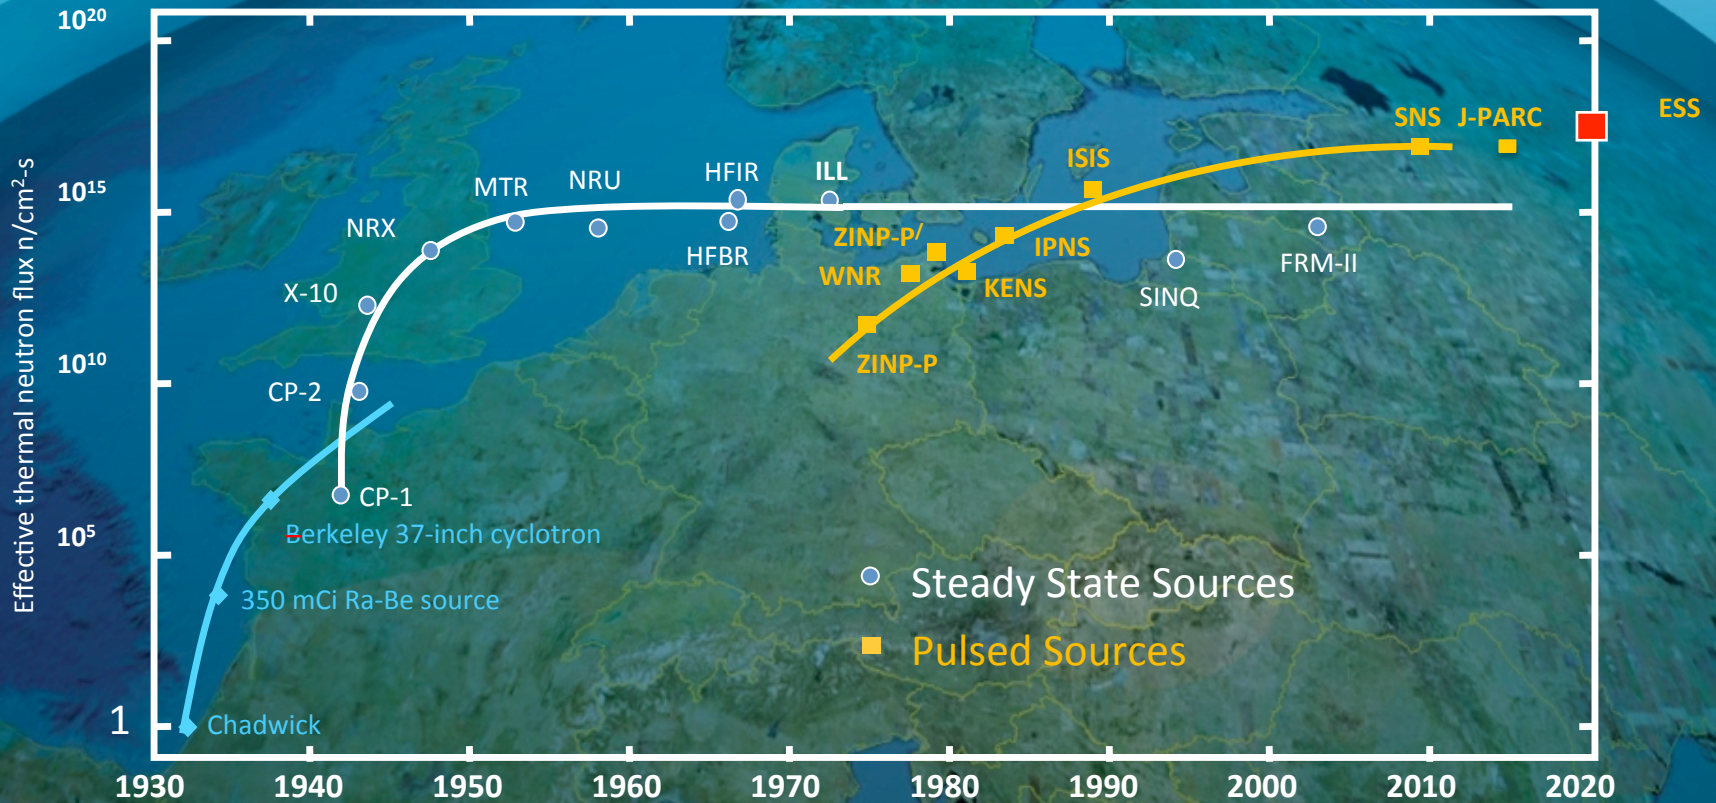 10²⁰
ESS
SNS J-PARC
ISIS
HFIR ILL
NRU
MTR
10¹⁵
NRX
HFBR
ZINP-P/
WNR
IPNS
KENS
FRM-II
SINQ
X-10
10¹⁰
ZINP-P
CP-2
CP-1
10⁵
Berkeley 37-inch cyclotron
350 mCi Ra-Be source
Steady State Sources
Pulsed Sources
1
Chadwick
Effective thermal neutron flux n/cm²-s
1930 1940 1950 1960 1970 1980 1990 2000 2010 2020